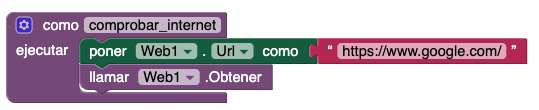 como comprobar_internet
ejecutar poner Web1 . Url como “ https://www.google.com/ ”
llamar Web1 .Obtener